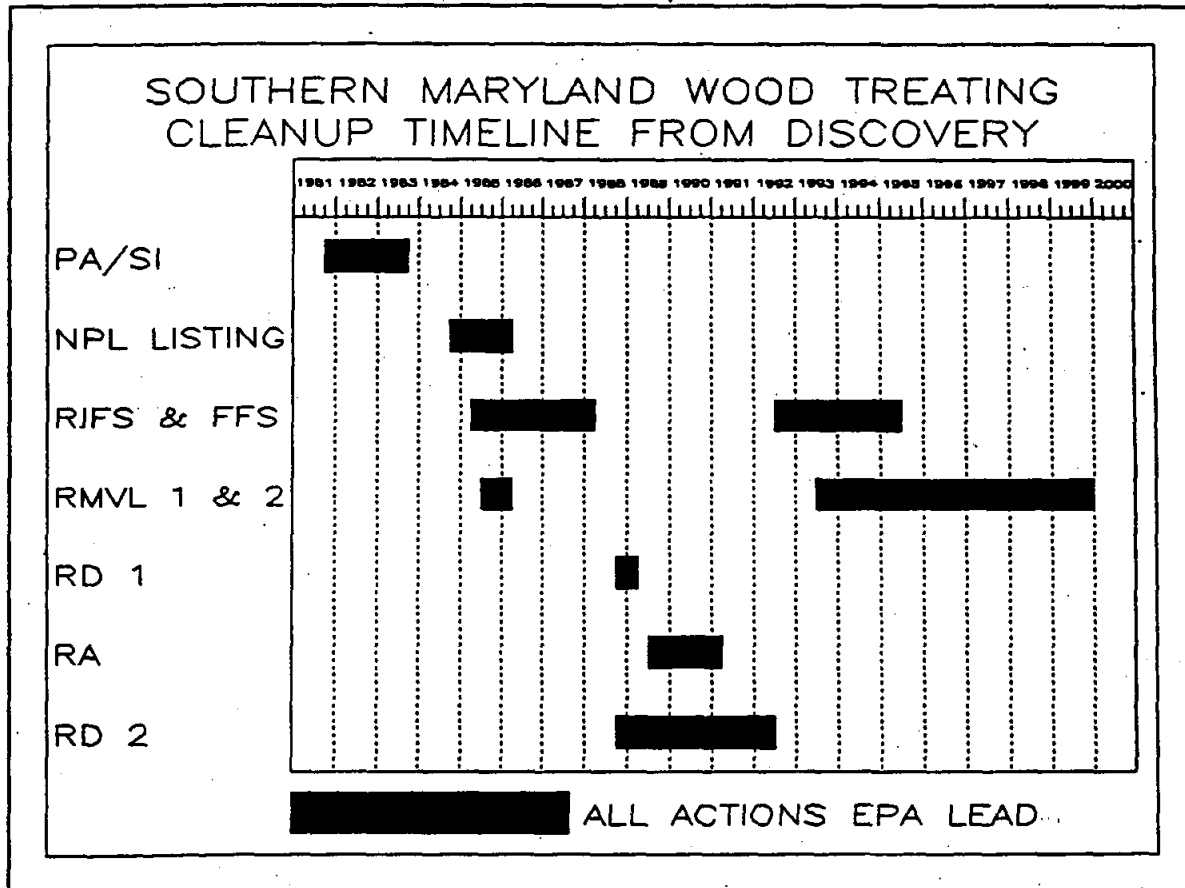 SOUTHERN MARYLAND WOOD TREATING
CLEANUP TIMELINE FROM DISCOVERY
1981 1982 1983 1984 1985 1986 1987 1988 1989 1990 1991 1992 1993 1994 1995 1996 1997 1998 1999 2000
PA/SI
NPL LISTING
RIFS & FFS
RMVL 1 & 2
RD 1
RA
RD 2
ALL ACTIONS EPA LEAD